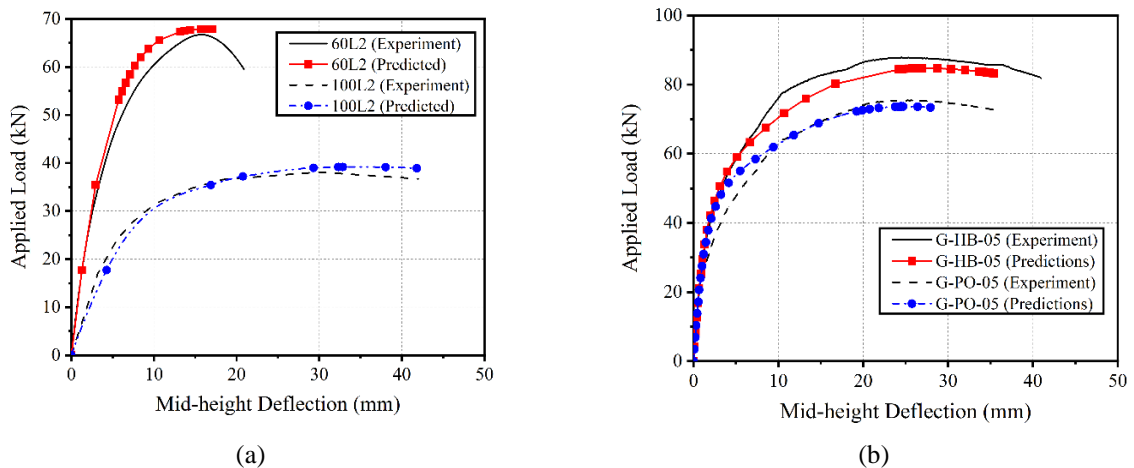 70
60
50
40
30
20
10
0
Applied Load (kN)
60L2 (Experiment)
60L2 (Predicted)
100L2 (Experiment)
100L2 (Predicted)
0 10 20 30 40 50
Mid-height Deflection (mm)
(a)
100
80
60
40
20
0
Applied Load (kN)
G-HB-05 (Experiment)
G-HB-05 (Predictions)
G-PO-05 (Experiment)
G-PO-05 (Predictions)
0 10 20 30 40 50
Mid-height Deflection (mm)
(b)